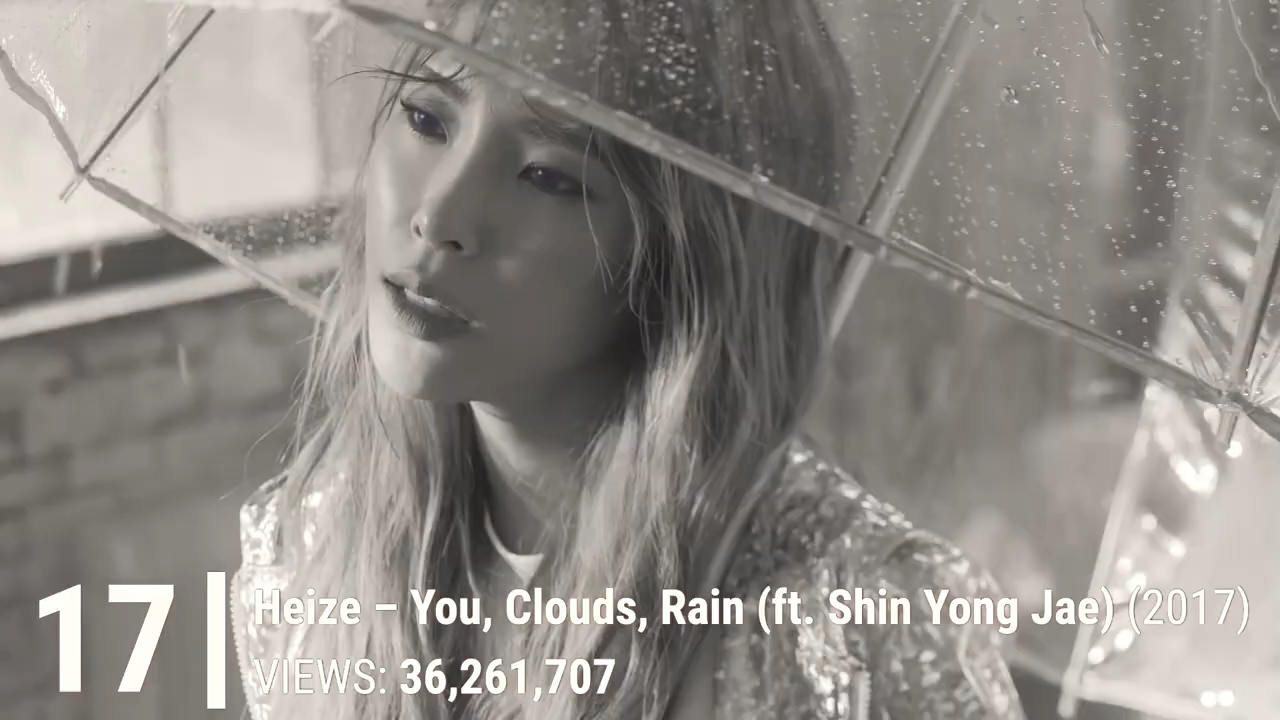 17
Heize – You, Clouds, Rain (ft. Shin Yong Jae) (2017)
VIEWS: 36,261,707